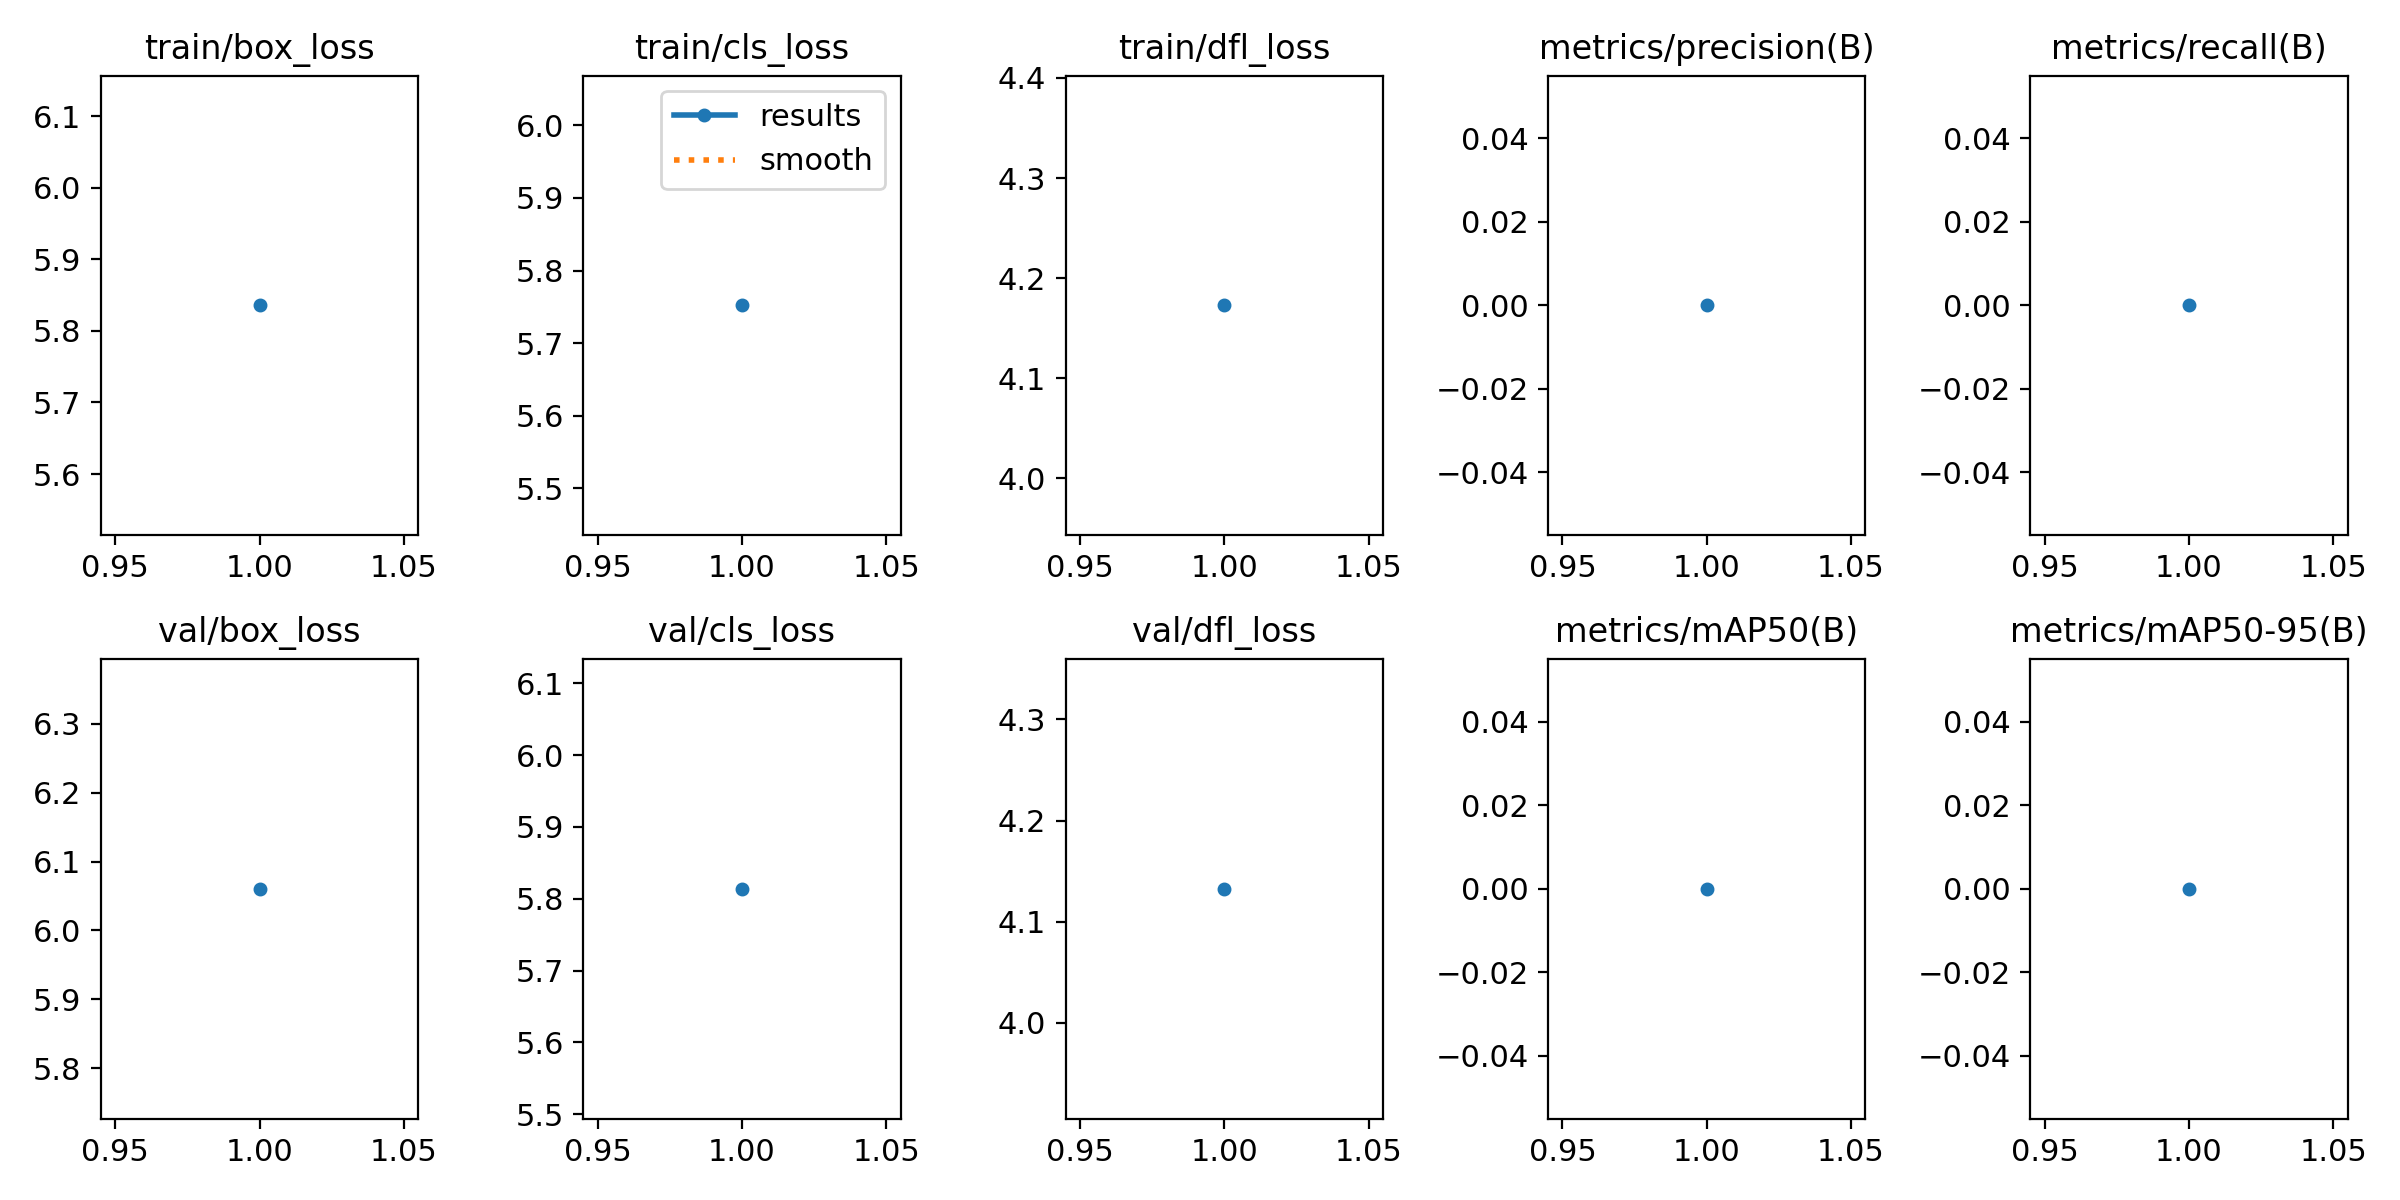 train/box_loss
6.1
6.0
5.9
5.8
5.7
5.6
0.95 1.00 1.05
train/cls_loss
results
smooth
6.0
5.9
5.8
5.7
5.6
5.5
0.95 1.00 1.05
train/dfl_loss
4.4
4.3
4.2
4.1
4.0
0.95 1.00 1.05
metrics/precision(B)
0.04
0.02
0.00
−0.02
−0.04
0.95 1.00 1.05
metrics/recall(B)
0.04
0.02
0.00
−0.02
−0.04
0.95 1.00 1.05
val/box_loss
6.3
6.2
6.1
6.0
5.9
5.8
0.95 1.00 1.05
val/cls_loss
6.1
6.0
5.9
5.8
5.7
5.6
5.5
0.95 1.00 1.05
val/dfl_loss
4.3
4.2
4.1
4.0
0.95 1.00 1.05
metrics/mAP50(B)
0.04
0.02
0.00
−0.02
−0.04
0.95 1.00 1.05
metrics/mAP50-95(B)
0.04
0.02
0.00
−0.02
−0.04
0.95 1.00 1.05